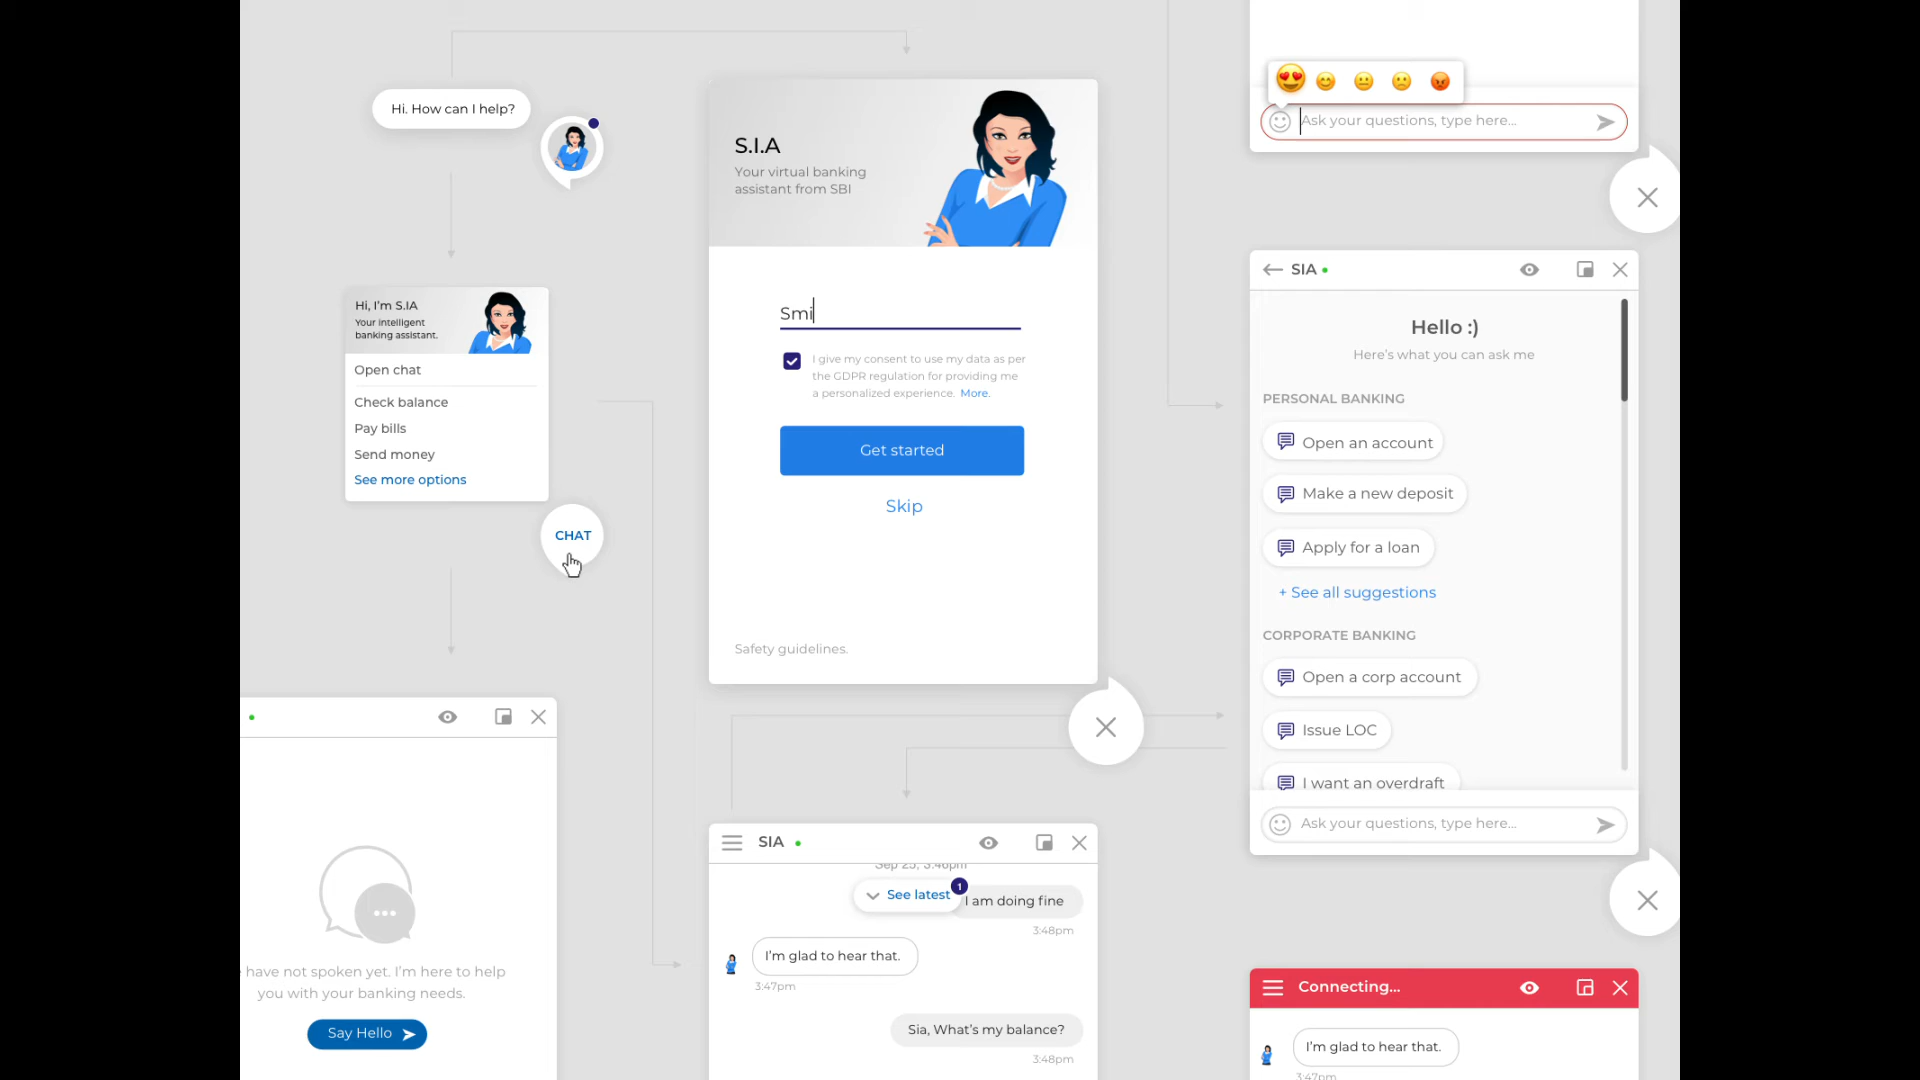 Hi. How can I help?
Hi, I'm S.IA
Your intelligent
banking assistant.
Open chat
Check balance
Pay bills
Send money
See more options
CHAT
have not spoken yet. I'm here to help
you with your banking needs.
Say Hello
S.I.A
Your virtual banking
assistant from SBI
Smi
I give my consent to use my data as per
the GDPR regulation for providing me
a personalized experience. More.
Get started
Skip
Safety guidelines.
SIA
Sep 25, 3:46pm
See latest
1
I am doing fine
3:48pm
I'm glad to hear that.
3:47pm
Sia, What's my balance?
3:48pm
Ask your questions, type here...
SIA
Hello :)
Here's what you can ask me
PERSONAL BANKING
Open an account
Make a new deposit
Apply for a loan
+ See all suggestions
CORPORATE BANKING
Open a corp account
Issue LOC
I want an overdraft
Ask your questions, type here...
Connecting...
I'm glad to hear that.
3:47pm